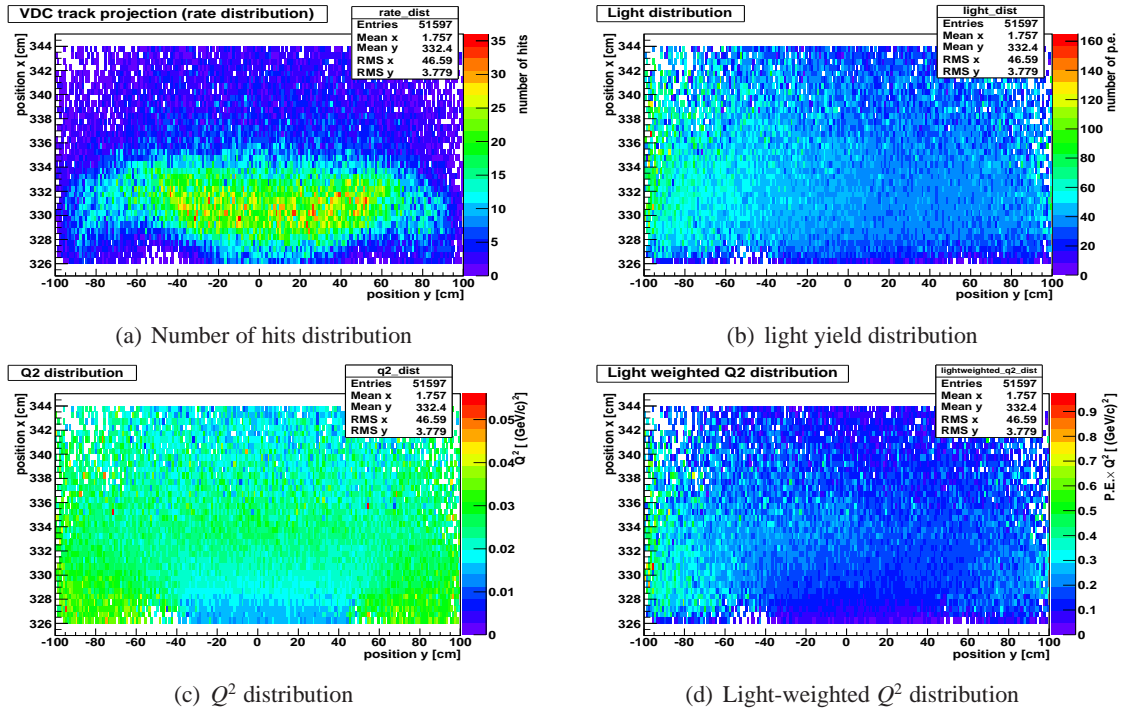 VDC track projection (rate distribution)
rate_dist
Entries 51597
Mean x 1.757
Mean y 332.4
RMS x 46.59
RMS y 3.779
position x [cm]
344
342
340
338
336
334
332
330
328
326
-100 -80 -60 -40 -20 0 20 40 60 80 100
position y [cm]
35
30
25
20
15
10
5
0
number of hits
(a) Number of hits distribution
Light distribution
light_dist
Entries 51597
Mean x 1.757
Mean y 332.4
RMS x 46.59
RMS y 3.779
position x [cm]
344
342
340
338
336
334
332
330
328
326
-100 -80 -60 -40 -20 0 20 40 60 80 100
position y [cm]
160
140
120
100
80
60
40
20
0
number of p.e.
(b) light yield distribution
Q2 distribution
q2_dist
Entries 51597
Mean x 1.757
Mean y 332.4
RMS x 46.59
RMS y 3.779
position x [cm]
344
342
340
338
336
334
332
330
328
326
-100 -80 -60 -40 -20 0 20 40 60 80 100
position y [cm]
0.05
0.04
0.03
0.02
0.01
0
Q² [(GeV/c)²]
(c) Q² distribution
Light weighted Q2 distribution
lightweighted_q2_dist
Entries 51597
Mean x 1.757
Mean y 332.4
RMS x 46.59
RMS y 3.779
position x [cm]
344
342
340
338
336
334
332
330
328
326
-100 -80 -60 -40 -20 0 20 40 60 80 100
position y [cm]
0.9
0.8
0.7
0.6
0.5
0.4
0.3
0.2
0.1
0
P.E.× Q² [(GeV/c)²]
(d) Light-weighted Q² distribution